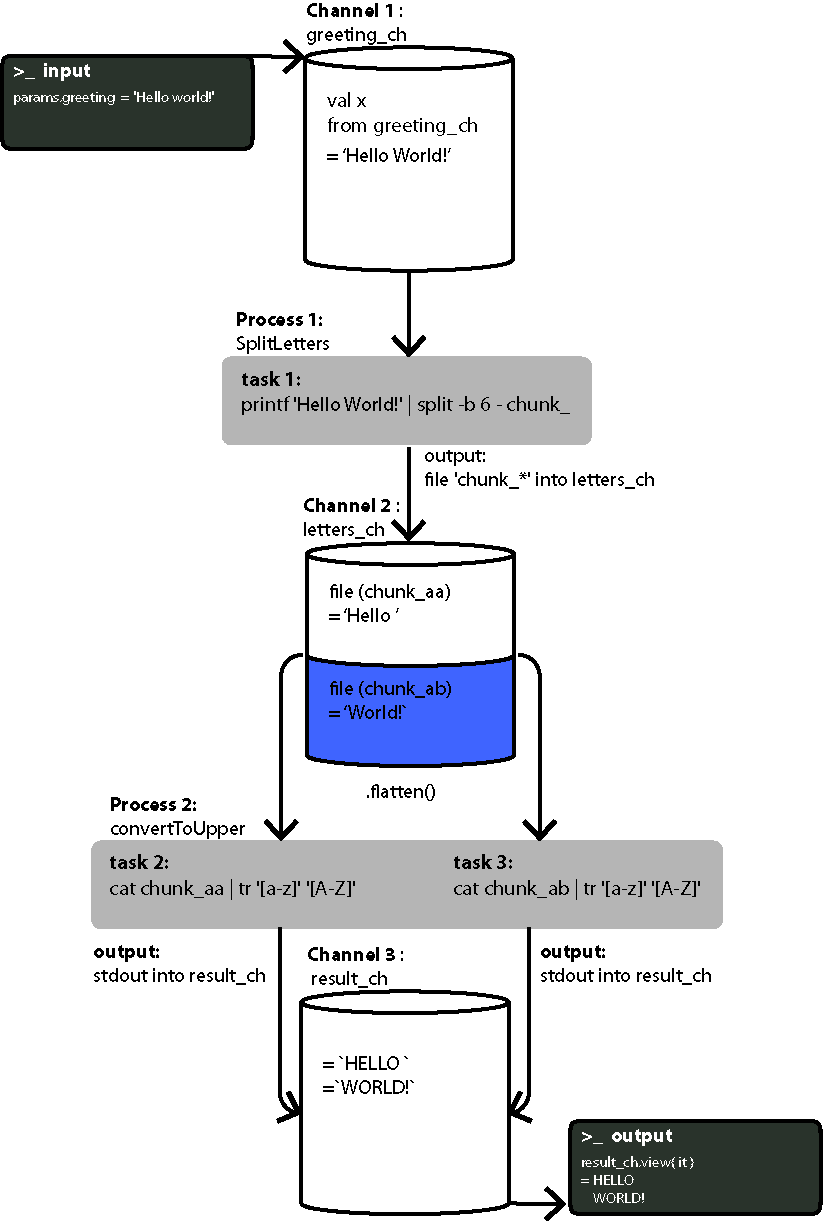 Channel 1 :
greeting_ch
>_ input
params.greeting = 'Hello world!'
val x
from greeting_ch
= ‘Hello World!’
Process 1:
SplitLetters
task 1:
printf 'Hello World!' | split -b 6 - chunk_
output:
file 'chunk_*' into letters_ch
Channel 2 :
letters_ch
file (chunk_aa)
= ‘Hello ’
file (chunk_ab)
= ‘World!`
.flatten()
Process 2:
convertToUpper
task 2:
cat chunk_aa | tr '[a-z]' '[A-Z]'
task 3:
cat chunk_ab | tr '[a-z]' '[A-Z]'
output:
stdout into result_ch
Channel 3 :
result_ch
output:
stdout into result_ch
= `HELLO `
=`WORLD!`
>_ output
result_ch.view{ it }
= HELLO
WORLD!